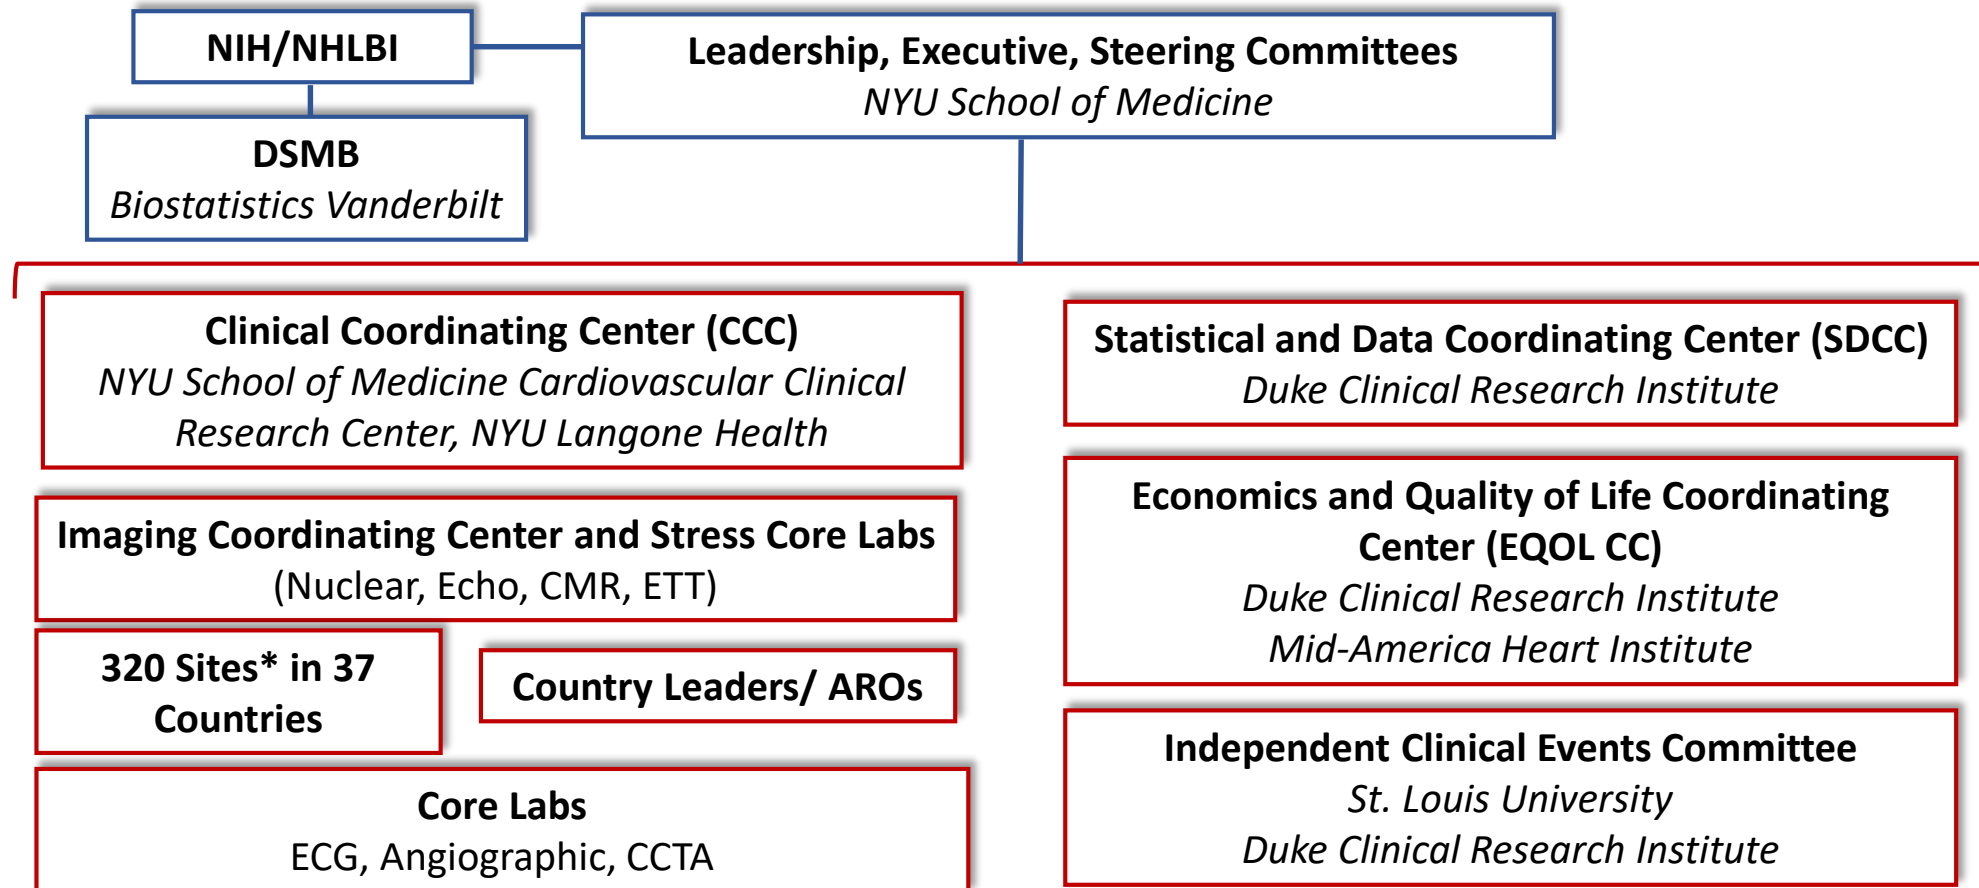 NIH/NHLBI
Leadership, Executive, Steering Committees
NYU School of Medicine
DSMB
Biostatistics Vanderbilt
Clinical Coordinating Center (CCC)
NYU School of Medicine Cardiovascular Clinical
Research Center, NYU Langone Health
Imaging Coordinating Center and Stress Core Labs
(Nuclear, Echo, CMR, ETT)
320 Sites* in 37
Countries
Country Leaders/ AROs
Core Labs
ECG, Angiographic, CCTA
Statistical and Data Coordinating Center (SDCC)
Duke Clinical Research Institute
Economics and Quality of Life Coordinating
Center (EQOL CC)
Duke Clinical Research Institute
Mid-America Heart Institute
Independent Clinical Events Committee
St. Louis University
Duke Clinical Research Institute